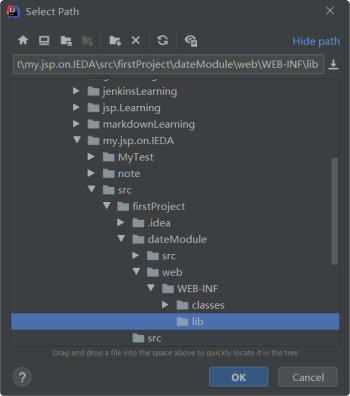 Select Path
Hide path
t\my.jsp.on.IEDA\src\firstProject\dateModule\web\WEB-INF\lib
jenkinsLearning
jsp.Learning
markdownLearning
my.jsp.on.IEDA
MyTest
note
src
firstProject
.idea
dateModule
src
web
WEB-INF
classes
lib
src
Drag and drop a file into the space above to quickly locate it in the tree
?
OK
Cancel